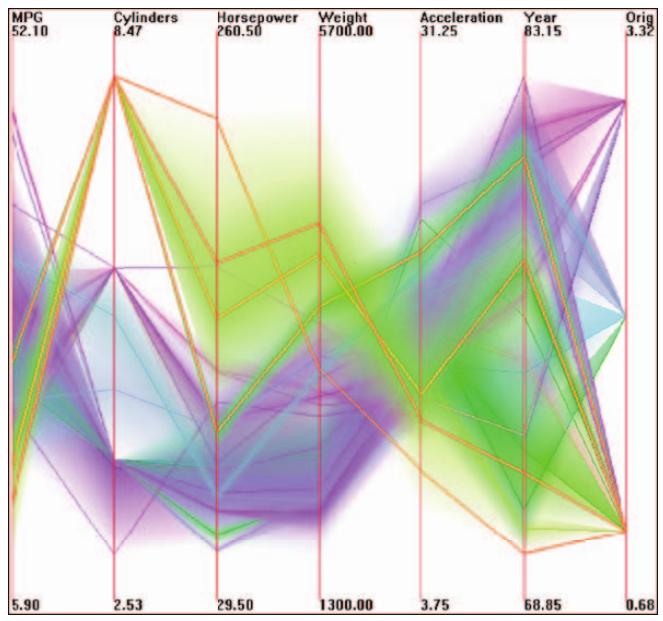 MPG Cylinders Horsepower Weight Acceleration Year Orig
52.10 8.47 260.50 5700.00 31.25 83.15 3.32
5.90 2.53 29.50 1300.00 3.75 68.85 0.68